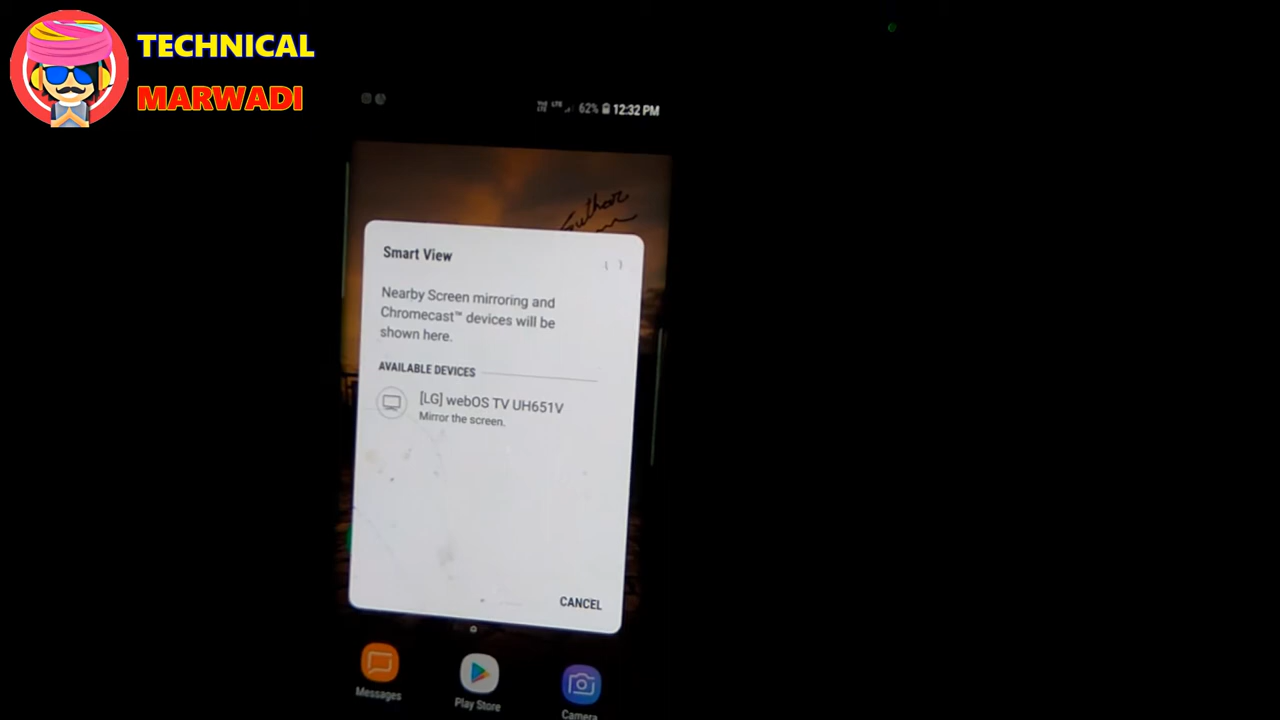 TECHNICAL
MARWADI
62% 12:32 PM
Author
Smart View
Nearby Screen mirroring and
Chromecast™ devices will be
shown here.
AVAILABLE DEVICES
[LG] webOS TV UH651V
Mirror the screen.
CANCEL
Messages
Play Store
Camera